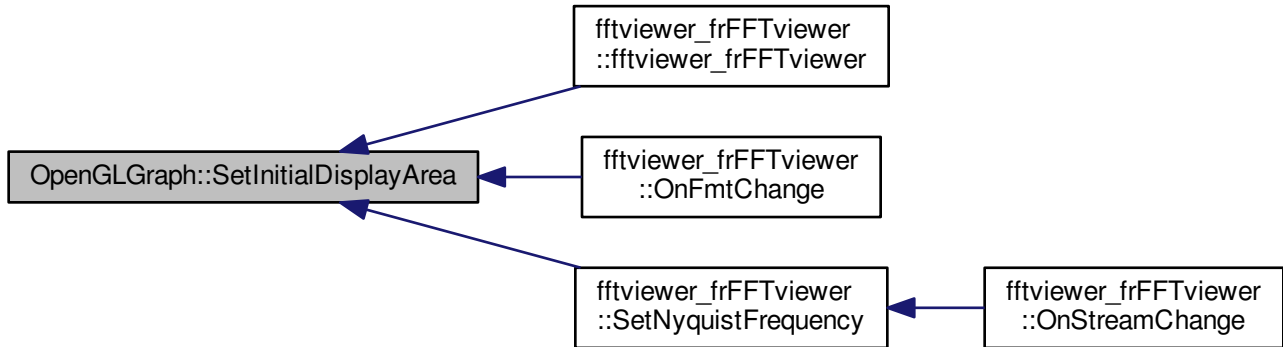 fftviewer_frFFTviewer
::fftviewer_frFFTviewer
OpenGLGraph::SetInitialDisplayArea
fftviewer_frFFTviewer
::OnFmtChange
fftviewer_frFFTviewer
::SetNyquistFrequency
fftviewer_frFFTviewer
::OnStreamChange